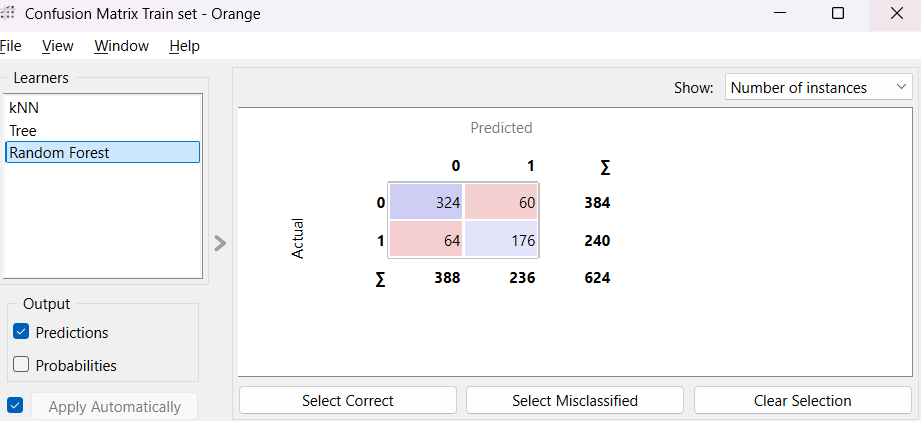 Confusion Matrix Train set - Orange
File View Window Help
Learners
kNN
Tree
Random Forest
Output
Predictions
Probabilities
Apply Automatically
Show: Number of instances
Predicted
0 1 ∑
Actual
0 324 60 384
1 64 176 240
∑ 388 236 624
Select Correct Select Misclassified Clear Selection